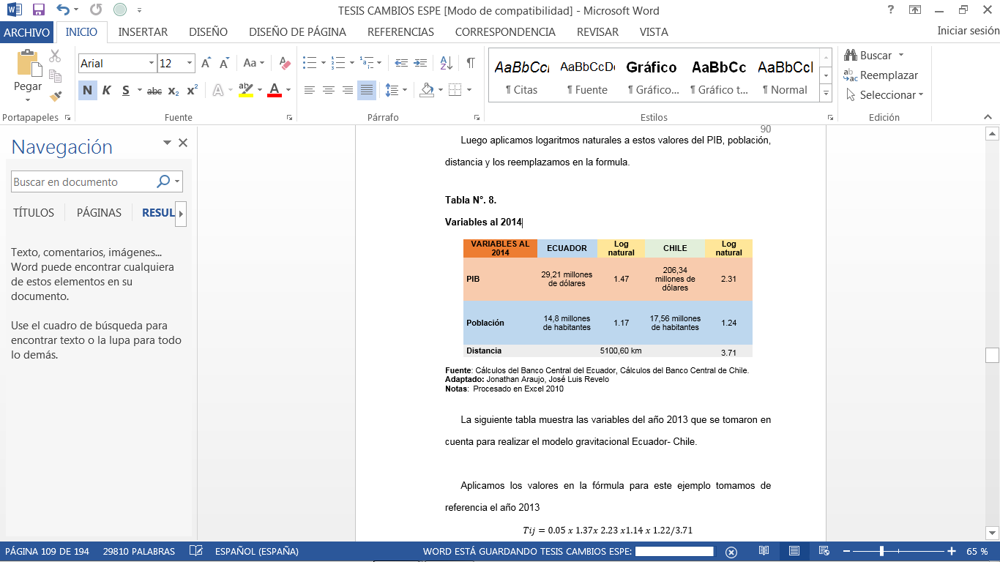 TESIS CAMBIOS ESPE [Modo de compatibilidad] - Microsoft Word
ARCHIVO INICIO INSERTAR DISEÑO DISEÑO DE PÁGINA REFERENCIAS CORRESPONDENCIA REVISAR VISTA Iniciar sesión
Pegar
Arial 12
Aa
N K S abc x₂ x² A ab A
AaBbCcI AaBbCcDc Gráfico AaBbCc AaBbCcI
¶ Citas ¶ Fuente ¶ Gráfico... ¶ Gráfico t... ¶ Normal
Buscar
Reemplazar
Seleccionar
Portapapeles Fuente Párrafo Estilos Edición
Navegación
Buscar en documento
TÍTULOS PÁGINAS RESUL
Texto, comentarios, imágenes...
Word puede encontrar cualquiera
de estos elementos en su
documento.
Use el cuadro de búsqueda para
encontrar texto o la lupa para todo
lo demás.
90
Luego aplicamos logaritmos naturales a estos valores del PIB, población,
distancia y los reemplazamos en la formula.
Tabla N°. 8.
Variables al 2014
VARIABLES AL 2014 ECUADOR Log natural CHILE Log natural
PIB 29,21 millones de dólares 1.47 206,34 millones de dólares 2.31
Población 14,8 millones de habitantes 1.17 17,56 millones de habitantes 1.24
Distancia 5100,60 km 3.71
Fuente: Cálculos del Banco Central del Ecuador, Cálculos del Banco Central de Chile.
Adaptado: Jonathan Araujo, José Luis Revelo
Notas: Procesado en Excel 2010
La siguiente tabla muestra las variables del año 2013 que se tomaron en
cuenta para realizar el modelo gravitacional Ecuador- Chile.
Aplicamos los valores en la fórmula para este ejemplo tomamos de
referencia el año 2013
Tij = 0.05 x 1.37x 2.23 x1.14 x 1.22/3.71
PÁGINA 109 DE 194 29810 PALABRAS ESPAÑOL (ESPAÑA) WORD ESTÁ GUARDANDO TESIS CAMBIOS ESPE: 65 %